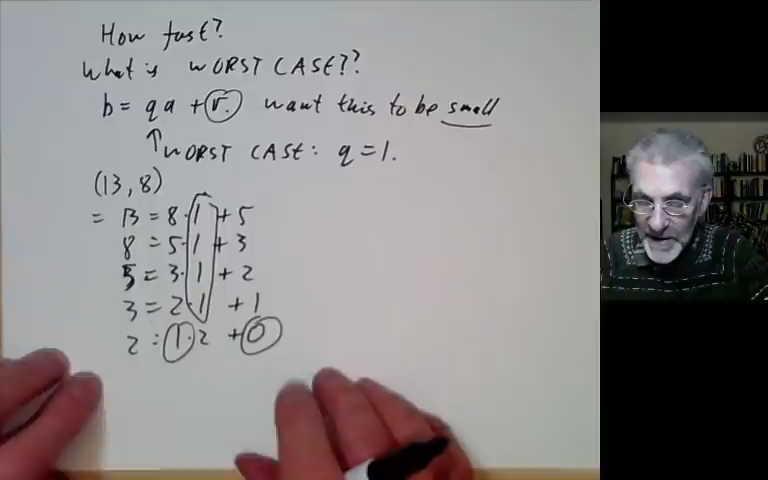 How fast?
What is WORST CASE??
b = qa + r. want this to be small
↑ WORST CASE: q = 1.
(13, 8)
= 13 = 8·1 + 5
8 = 5·1 + 3
5 = 3·1 + 2
3 = 2·1 + 1
2 = 1·2 + 0